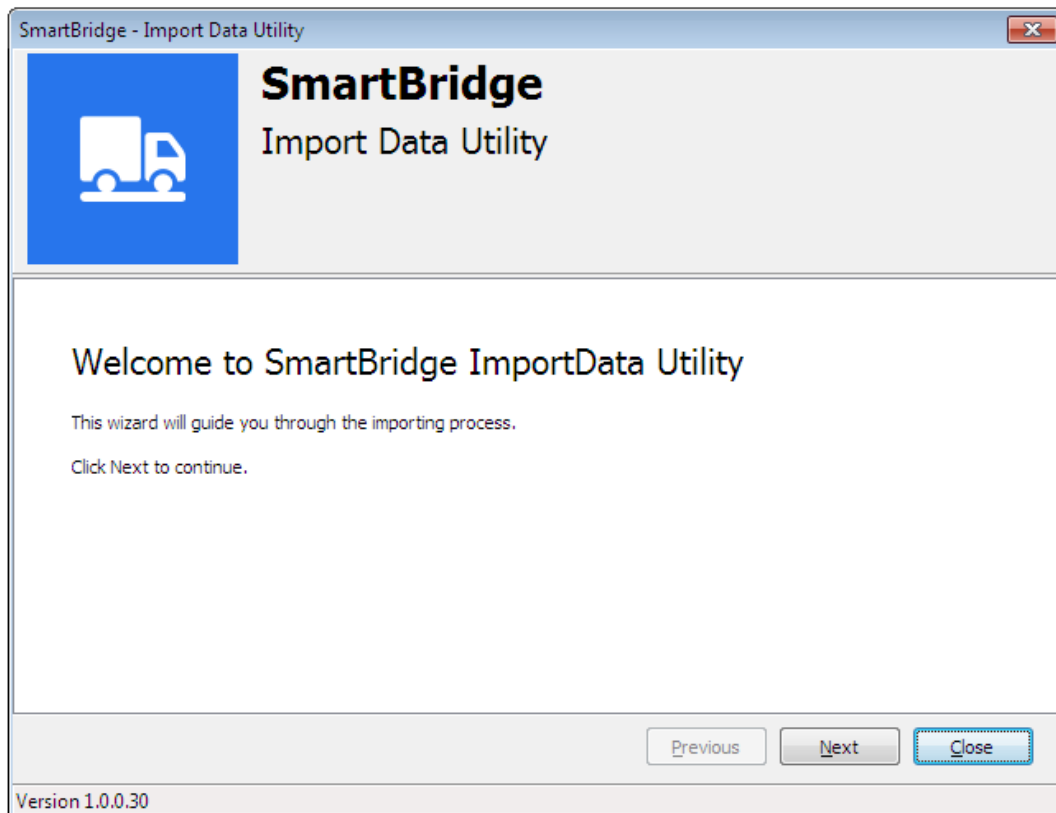 SmartBridge - Import Data Utility
SmartBridge
Import Data Utility
Welcome to SmartBridge ImportData Utility
This wizard will guide you through the importing process.
Click Next to continue.
Previous
Next
Close
Version 1.0.0.30